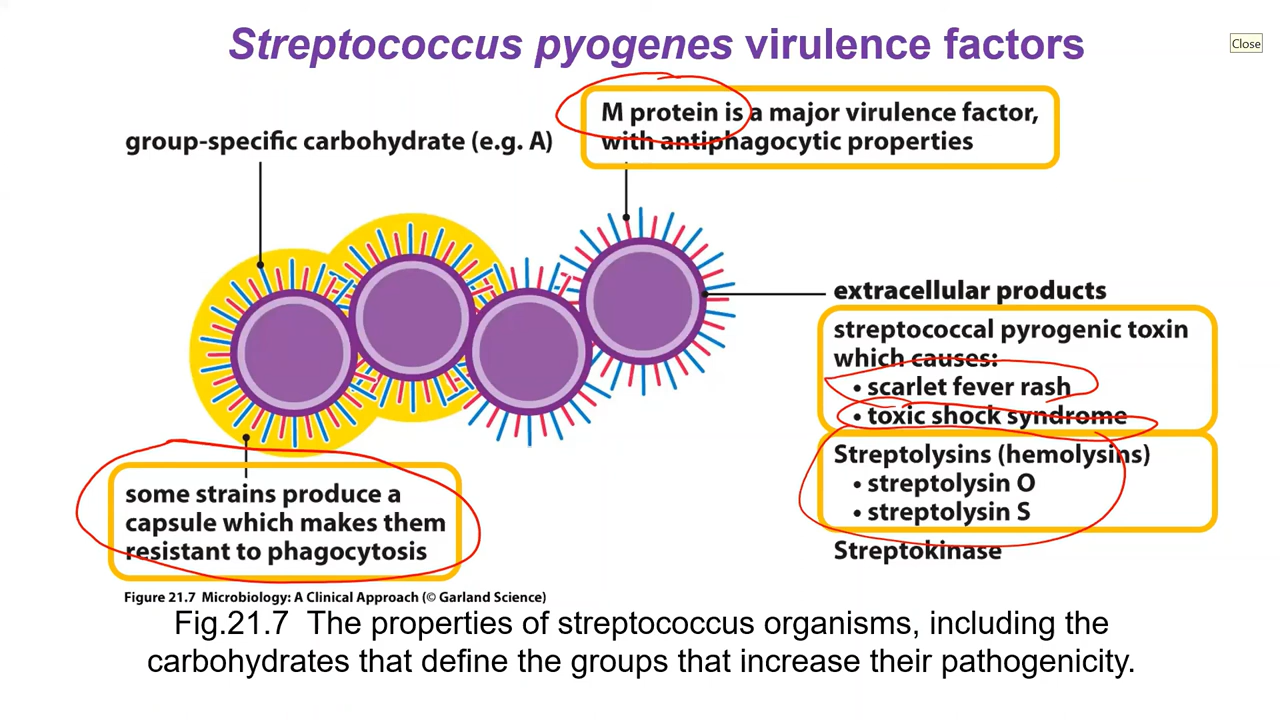 Streptococcus pyogenes virulence factors
Close
M protein is a major virulence factor,
with antiphagocytic properties
group-specific carbohydrate (e.g. A)
extracellular products
streptococcal pyrogenic toxin
which causes:
• scarlet fever rash
• toxic shock syndrome
Streptolysins (hemolysins)
• streptolysin O
• streptolysin S
Streptokinase
some strains produce a
capsule which makes them
resistant to phagocytosis
Figure 21.7 Microbiology: A Clinical Approach (© Garland Science)
Fig.21.7 The properties of streptococcus organisms, including the
carbohydrates that define the groups that increase their pathogenicity.